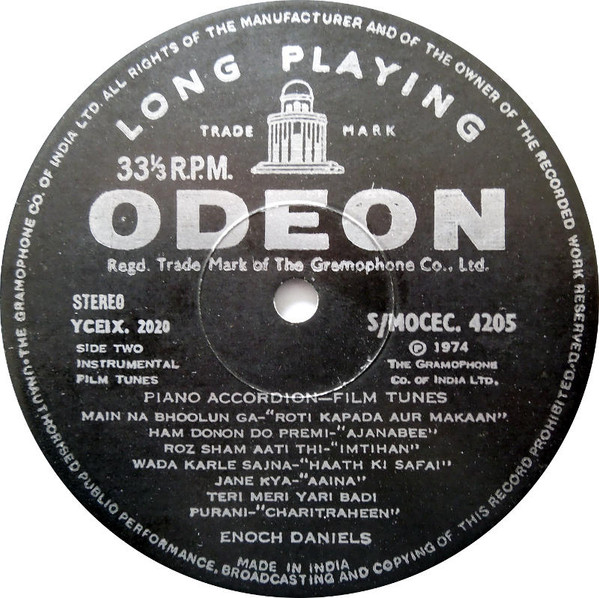 THE GRAMOPHONE CO. OF INDIA LTD. ALL RIGHTS OF THE MANUFACTURER AND OF THE OWNER OF THE RECORDED WORK RESERVED.
UNAUTHORISED PUBLIC PERFORMANCE, BROADCASTING AND COPYING OF THIS RECORD PROHIBITED.
LONG PLAYING
TRADE MARK
33⅓ R.P.M.
ODEON
Regd. Trade Mark of The Gramophone Co., Ltd.
STEREO
YCEIX. 2020
S/MOCEC. 4205
SIDE TWO
℗ 1974
INSTRUMENTAL
THE GRAMOPHONE
FILM TUNES
CO. OF INDIA LTD.
PIANO ACCORDION—FILM TUNES
MAIN NA BHOOLUN GA-"ROTI KAPADA AUR MAKAAN"
HAM DONON DO PREMI-"AJANABEE"
ROZ SHAM AATI THI-"IMTIHAN"
WADA KARLE SAJNA-"HAATH KI SAFAI"
JANE KYA-"AAINA"
TERI MERI YARI BADI
PURANI-"CHARITRAHEEN"
ENOCH DANIELS
MADE IN INDIA